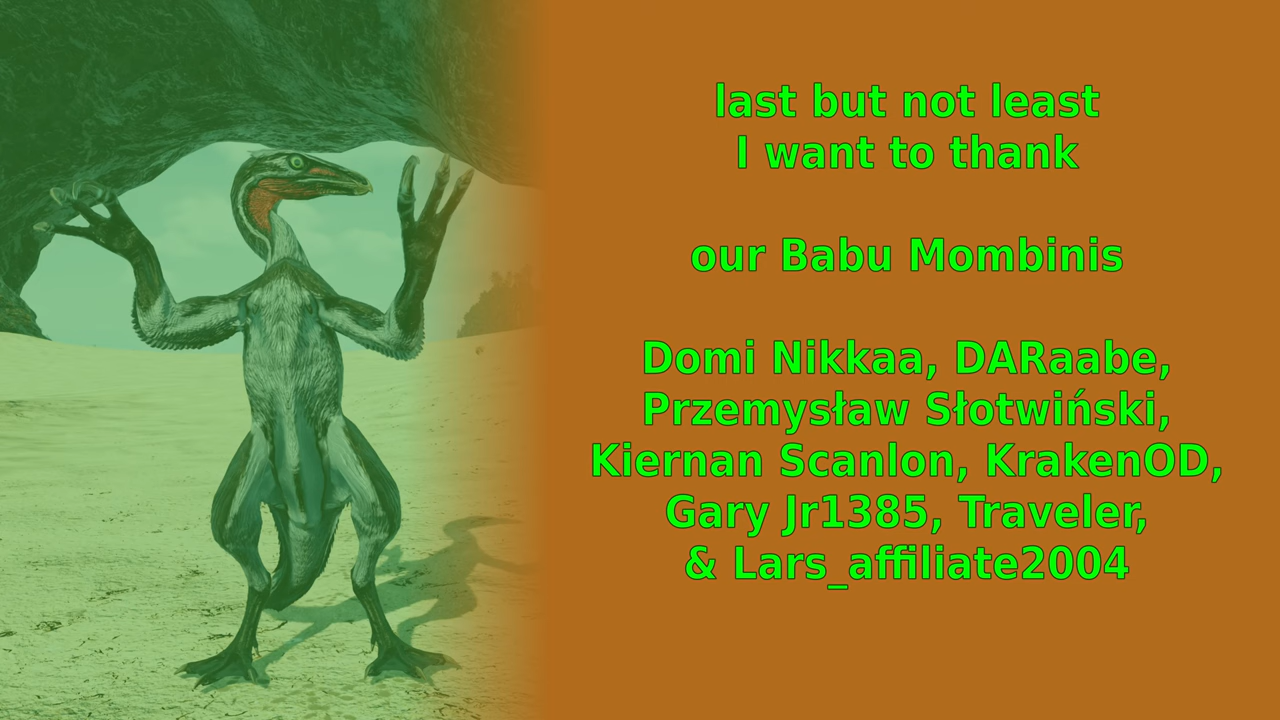 last but not least
I want to thank
our Babu Mombinis
Domi Nikkaa, DARaabe,
Przemysław Słotwiński,
Kiernan Scanlon, KrakenOD,
Gary Jr1385, Traveler,
& Lars_affiliate2004